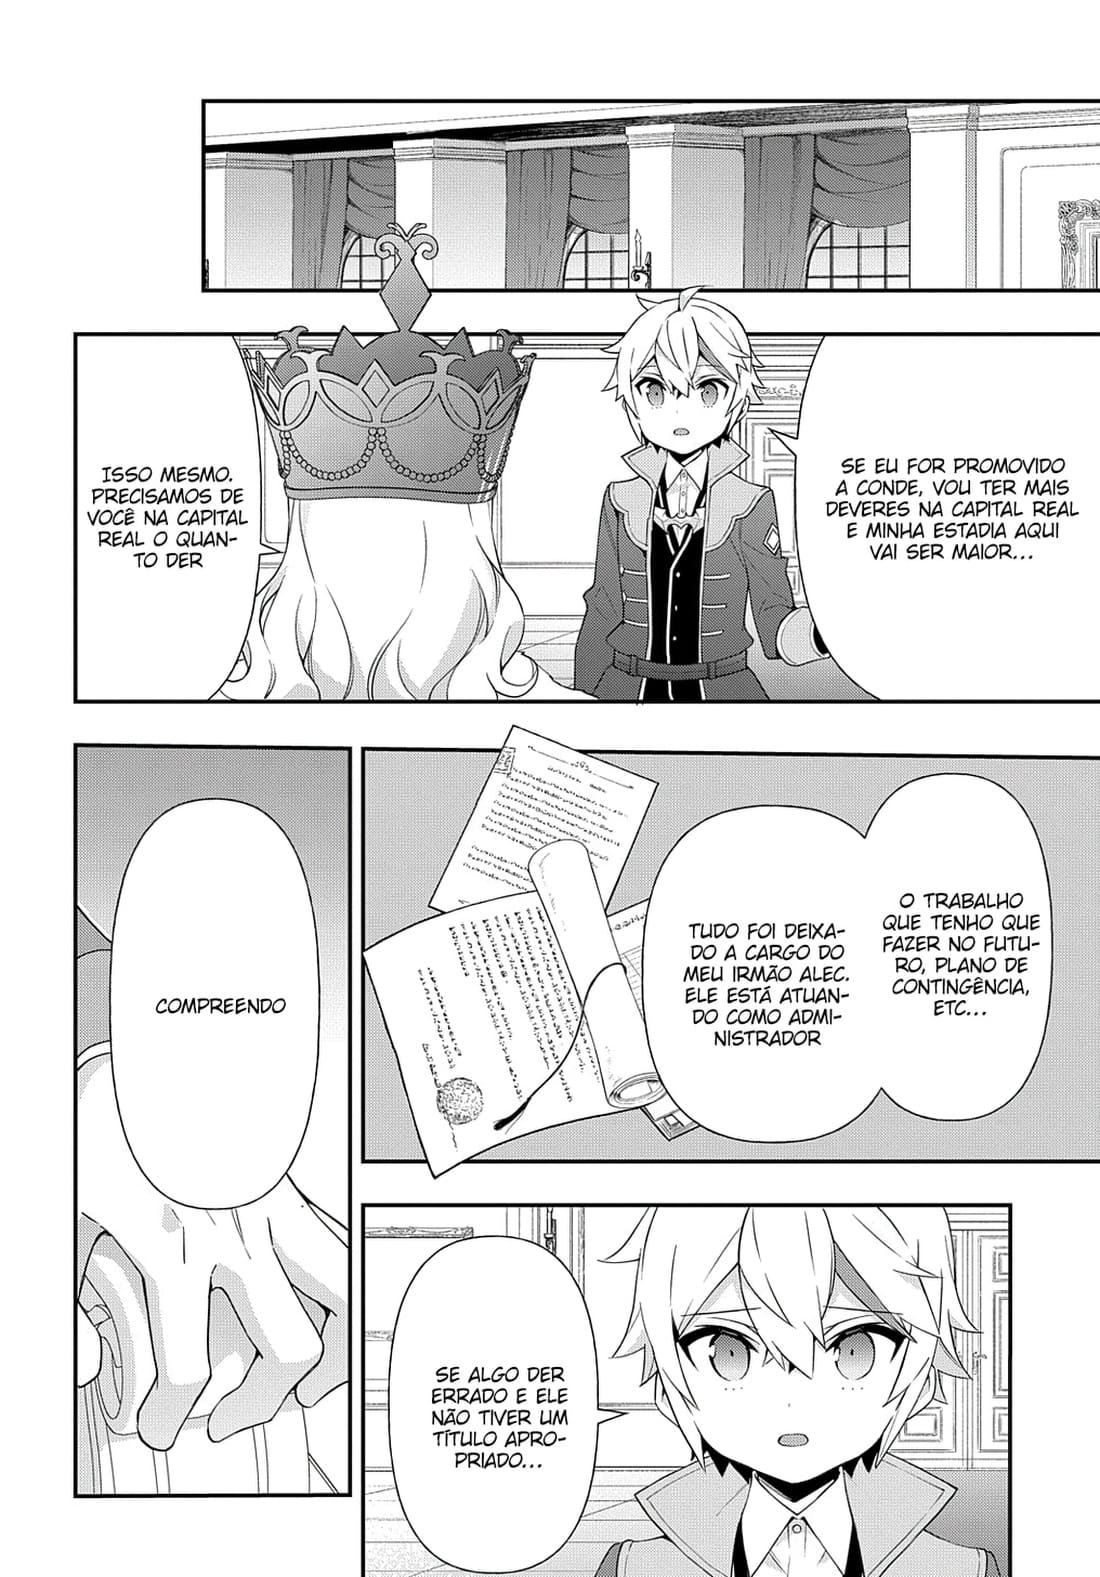 SE EU FOR PROMOVIDO
A CONDE, VOU TER MAIS
DEVERES NA CAPITAL REAL
E MINHA ESTADIA AQUI
VAI SER MAIOR...
ISSO MESMO.
PRECISAMOS DE
VOCÊ NA CAPITAL
REAL O QUAN-
TO DER
O TRABALHO
QUE TENHO QUE
FAZER NO FUTU-
RO, PLANO DE
CONTINGÊNCIA,
ETC...
TUDO FOI DEIXA-
DO A CARGO DO
MEU IRMÃO ALEC.
ELE ESTÁ ATUAN-
DO COMO ADMI-
NISTRADOR
COMPREENDO
SE ALGO DER
ERRADO E ELE
NÃO TIVER UM
TÍTULO APRO-
PRIADO...